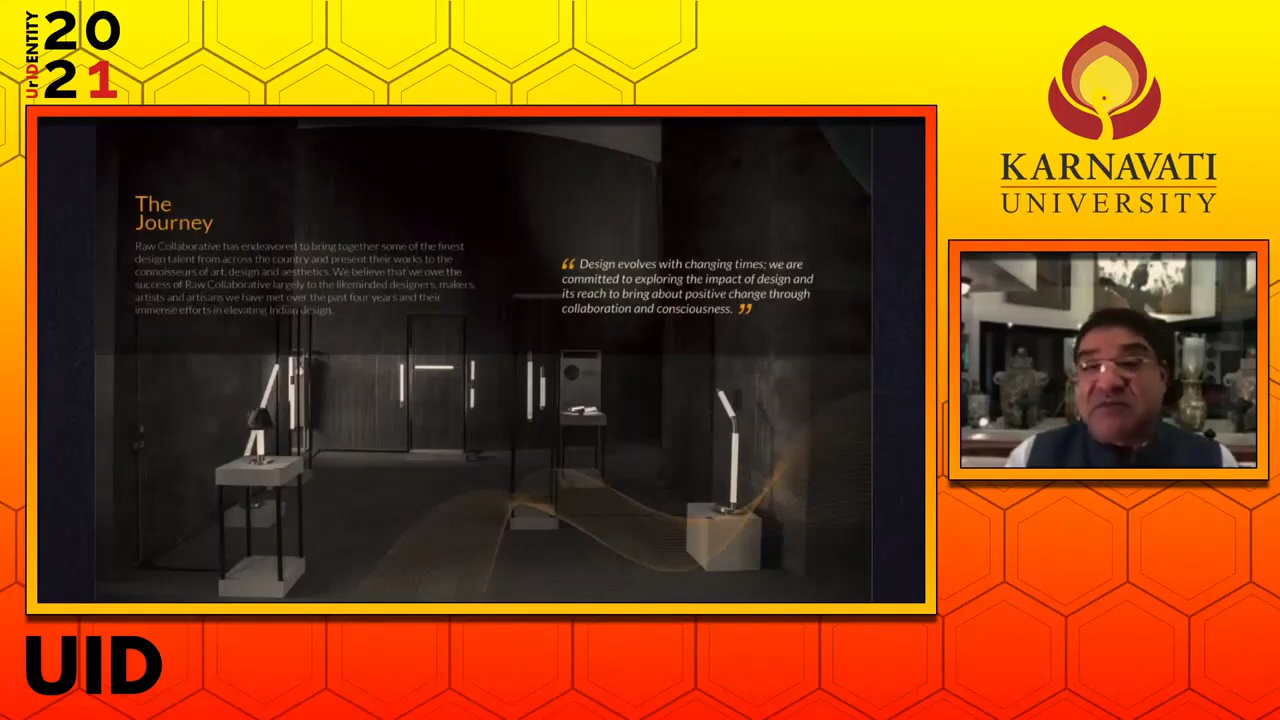 UrIDENTITY
20
21
KARNAVATI
UNIVERSITY
The
Journey
Raw Collaborative has endeavored to bring together some of the finest
design talent from across the country and present their works to the
connoisseurs of art, design and aesthetics. We believe that we owe the
success of Raw Collaborative largely to the likeminded designers, makers,
artists and artisans we have met over the past four years and their
immense efforts in elevating Indian design.
“ Design evolves with changing times; we are
committed to exploring the impact of design and
its reach to bring about positive change through
collaboration and consciousness. ”
UID